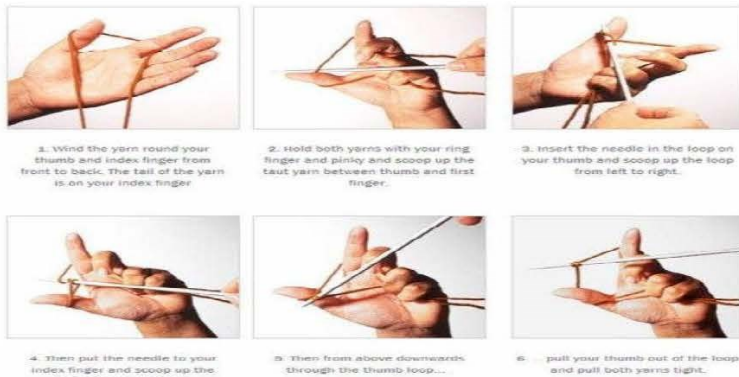 1. Wind the yarn round your
thumb and index finger from
front to back. The tail of the yarn
is on your index finger
2. Hold both yarns with your ring
finger and pinky and scoop up the
taut yarn between thumb and first
finger.
3. Insert the needle in the loop on
your thumb and scoop up the loop
from left to right.
4. Then put the needle to your
index finger and scoop up the
5. Then from above downwards
through the thumb loop...
6. ... pull your thumb out of the loop
and pull both yarns tight.